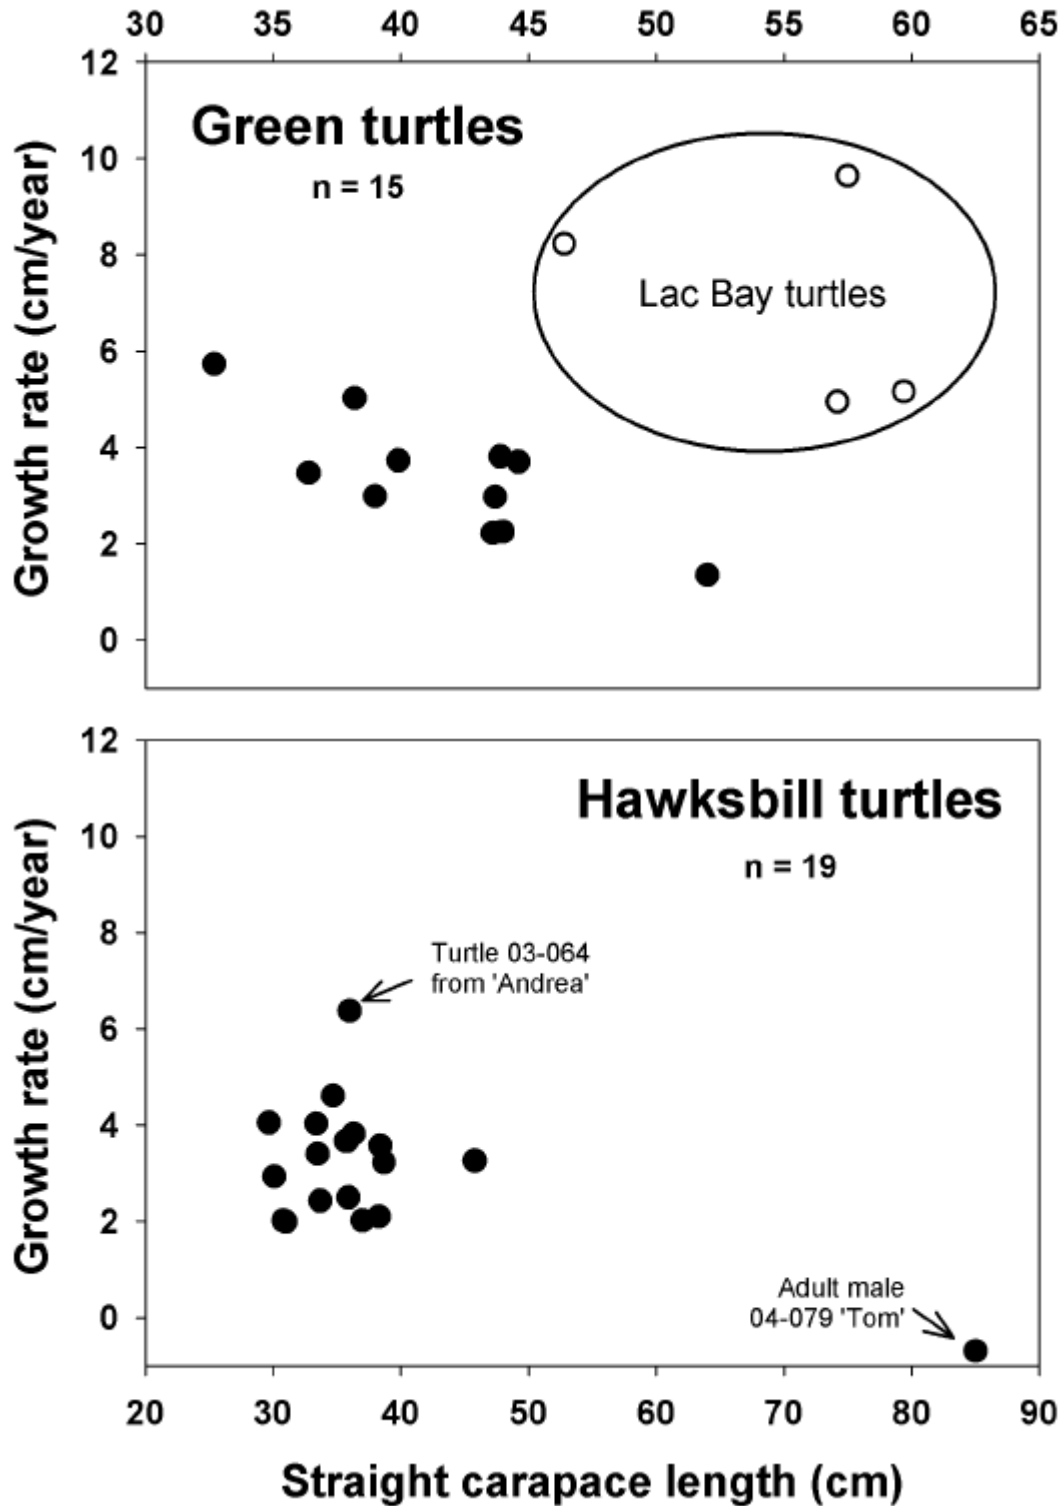 30 35 40 45 50 55 60 65
12
10
8
6
4
2
0
Growth rate (cm/year)
Green turtles
n = 15
Lac Bay turtles
12
10
8
6
4
2
0
Growth rate (cm/year)
Hawksbill turtles
n = 19
Turtle 03-064
from 'Andrea'
Adult male
04-079 'Tom'
20 30 40 50 60 70 80 90
Straight carapace length (cm)